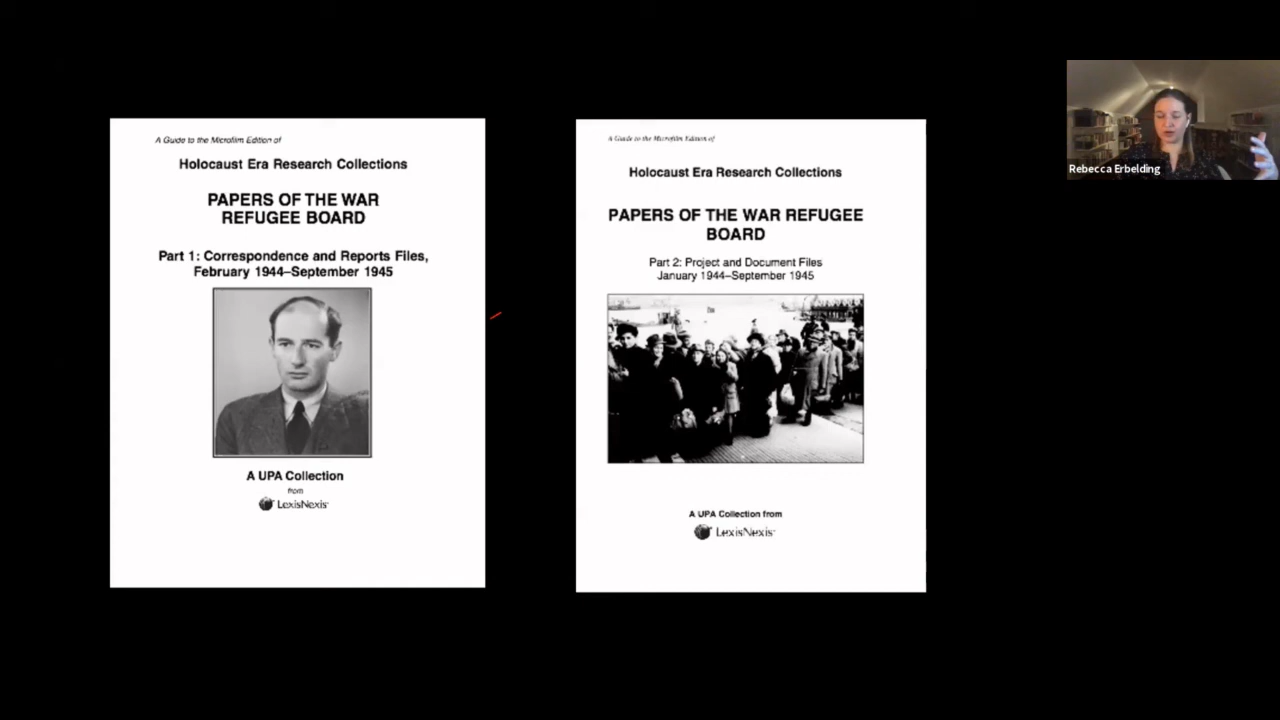 A Guide to the Microfilm Edition of
Holocaust Era Research Collections
PAPERS OF THE WAR
REFUGEE BOARD
Part 1: Correspondence and Reports Files,
February 1944–September 1945
A UPA Collection
from
LexisNexis
A Guide to the Microfilm Edition of
Holocaust Era Research Collections
PAPERS OF THE WAR REFUGEE
BOARD
Part 2: Project and Document Files
January 1944–September 1945
A UPA Collection from
LexisNexis
Rebecca Erbelding